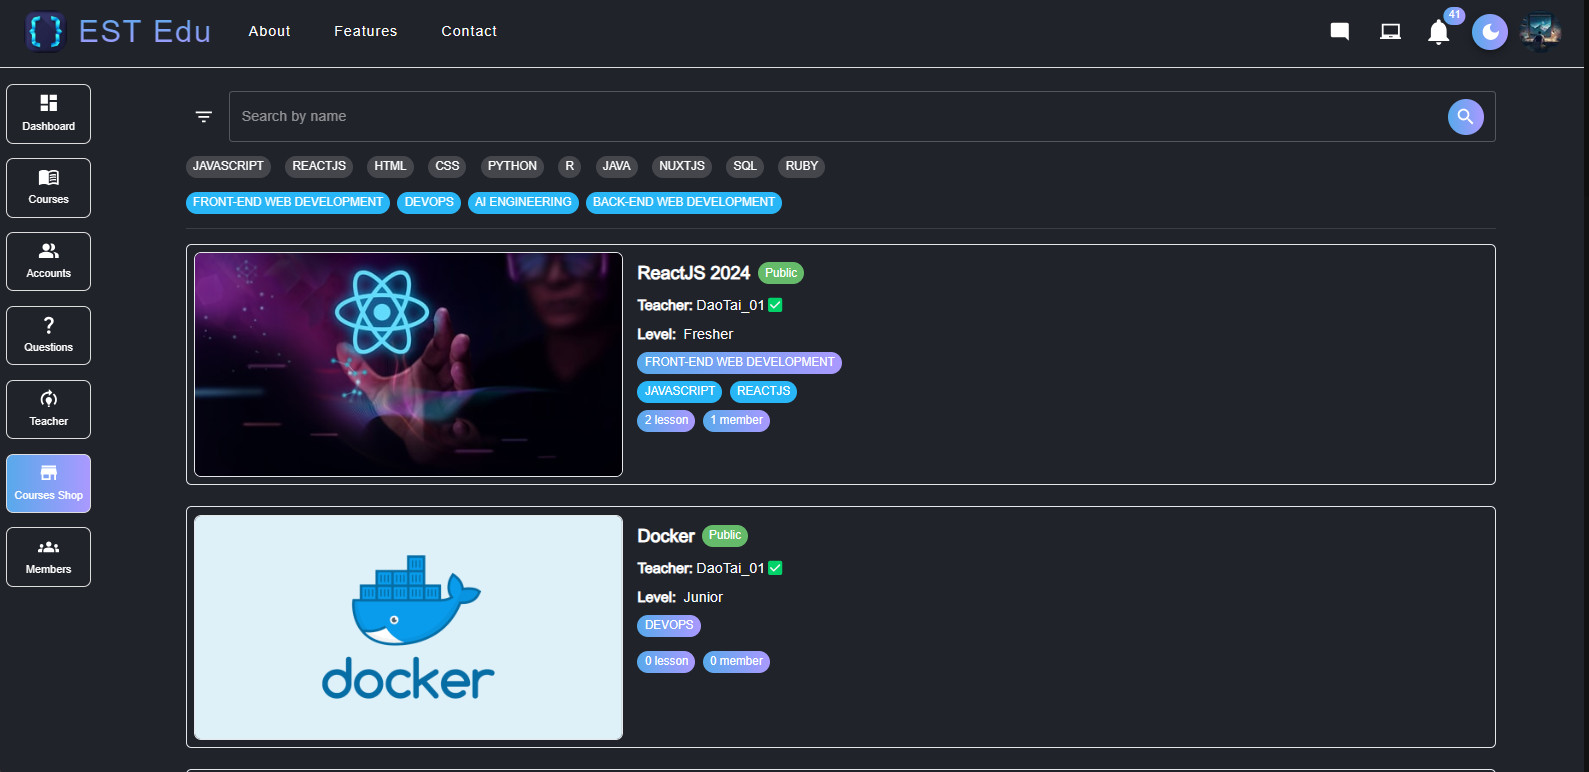 EST Edu About Features Contact 41
Dashboard
Courses
Accounts
Questions
Teacher
Courses Shop
Members
Search by name
JAVASCRIPT REACTJS HTML CSS PYTHON R JAVA NUXTJS SQL RUBY
FRONT-END WEB DEVELOPMENT DEVOPS AI ENGINEERING BACK-END WEB DEVELOPMENT
ReactJS 2024 Public
Teacher: DaoTai_01
Level: Fresher
FRONT-END WEB DEVELOPMENT
JAVASCRIPT REACTJS
2 lesson 1 member
docker
Docker Public
Teacher: DaoTai_01
Level: Junior
DEVOPS
0 lesson 0 member